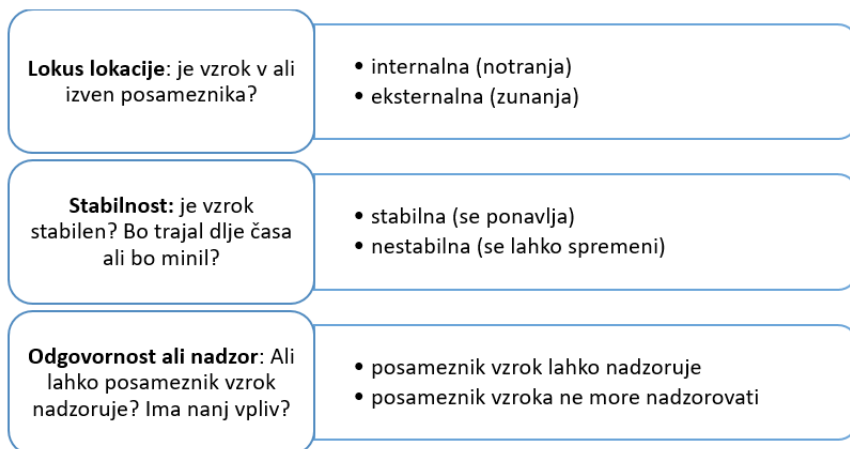 Lokus lokacije: je vzrok v ali
izven posameznika?
• internalna (notranja)
• eksternalna (zunanja)
Stabilnost: je vzrok
stabilen? Bo trajal dlje časa
ali bo minil?
• stabilna (se ponavlja)
• nestabilna (se lahko spremeni)
Odgovornost ali nadzor: Ali
lahko posameznik vzrok
nadzoruje? Ima nanj vpliv?
• posameznik vzrok lahko nadzoruje
• posameznik vzroka ne more nadzorovati